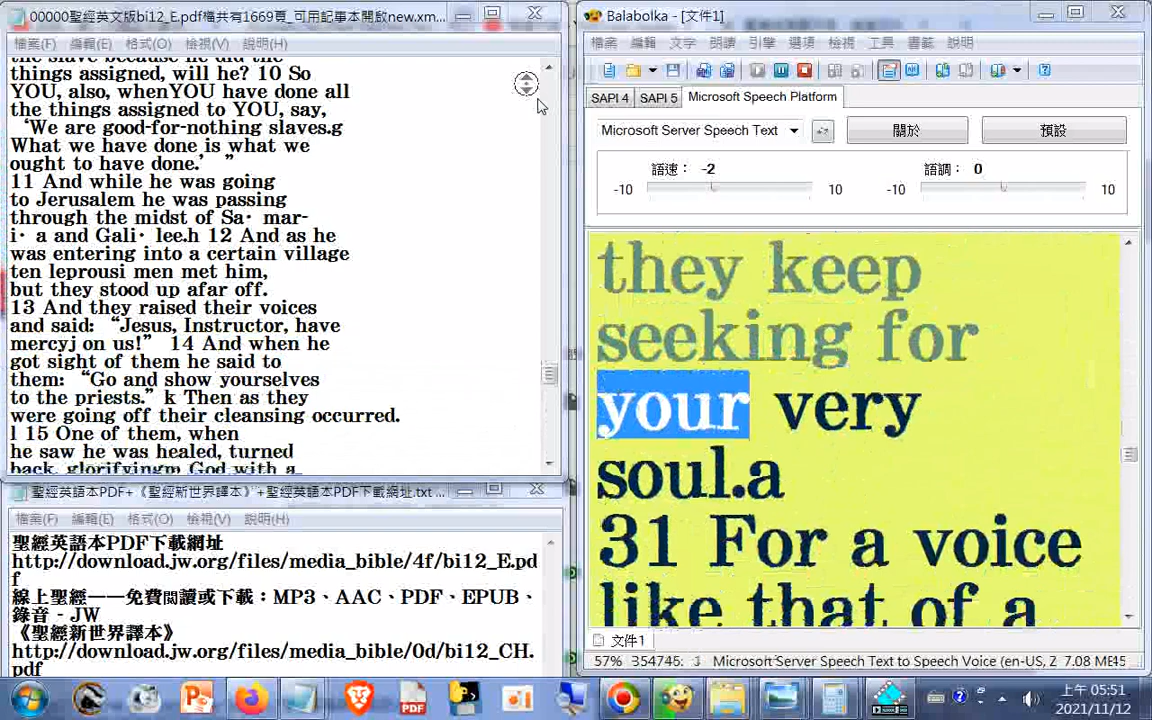 00000聖經英文版bi12_E.pdf檔共有1669頁_可用記事本開啟new.xm...
檔案(F) 編輯(E) 格式(O) 檢視(V) 說明(H)
the slave because he did the
things assigned, will he? 10 So
YOU, also, whenYOU have done all
the things assigned to YOU, say,
‘We are good-for-nothing slaves.g
What we have done is what we
ought to have done.’ ”
11 And while he was going
to Jerusalem he was passing
through the midst of Sa· mar-
i· a and Gali· lee.h 12 And as he
was entering into a certain village
ten leprousi men met him,
but they stood up afar off.
13 And they raised their voices
and said: “Jesus, Instructor, have
mercyj on us!” 14 And when he
got sight of them he said to
them: “Go and show yourselves
to the priests.” k Then as they
were going off their cleansing occurred.
l 15 One of them, when
he saw he was healed, turned
back, glorifyingm God with a
聖經英語本PDF+《聖經新世界譯本》+聖經英語本PDF下載網址.txt ...
檔案(F) 編輯(E) 格式(O) 檢視(V) 說明(H)
聖經英語本PDF下載網址
http://download.jw.org/files/media_bible/4f/bi12_E.pd
f
線上聖經——免費閱讀或下載：MP3、AAC、PDF、EPUB、
錄音 - JW
《聖經新世界譯本》
http://download.jw.org/files/media_bible/0d/bi12_CH.
pdf
Balabolka - [文件1]
檔案 編輯 文字 朗讀 引擎 選項 檢視 工具 書籤 說明
SAPI 4 SAPI 5 Microsoft Speech Platform
Microsoft Server Speech Text 關於 預設
語速： -2 語調： 0
-10 10 -10 10
they keep
seeking for
your very
soul.a
31 For a voice
like that of a
文件1
57% 354745: Microsoft Server Speech Text to Speech Voice (en-US, Z 7.08 ME45
上午 05:51
2021/11/12